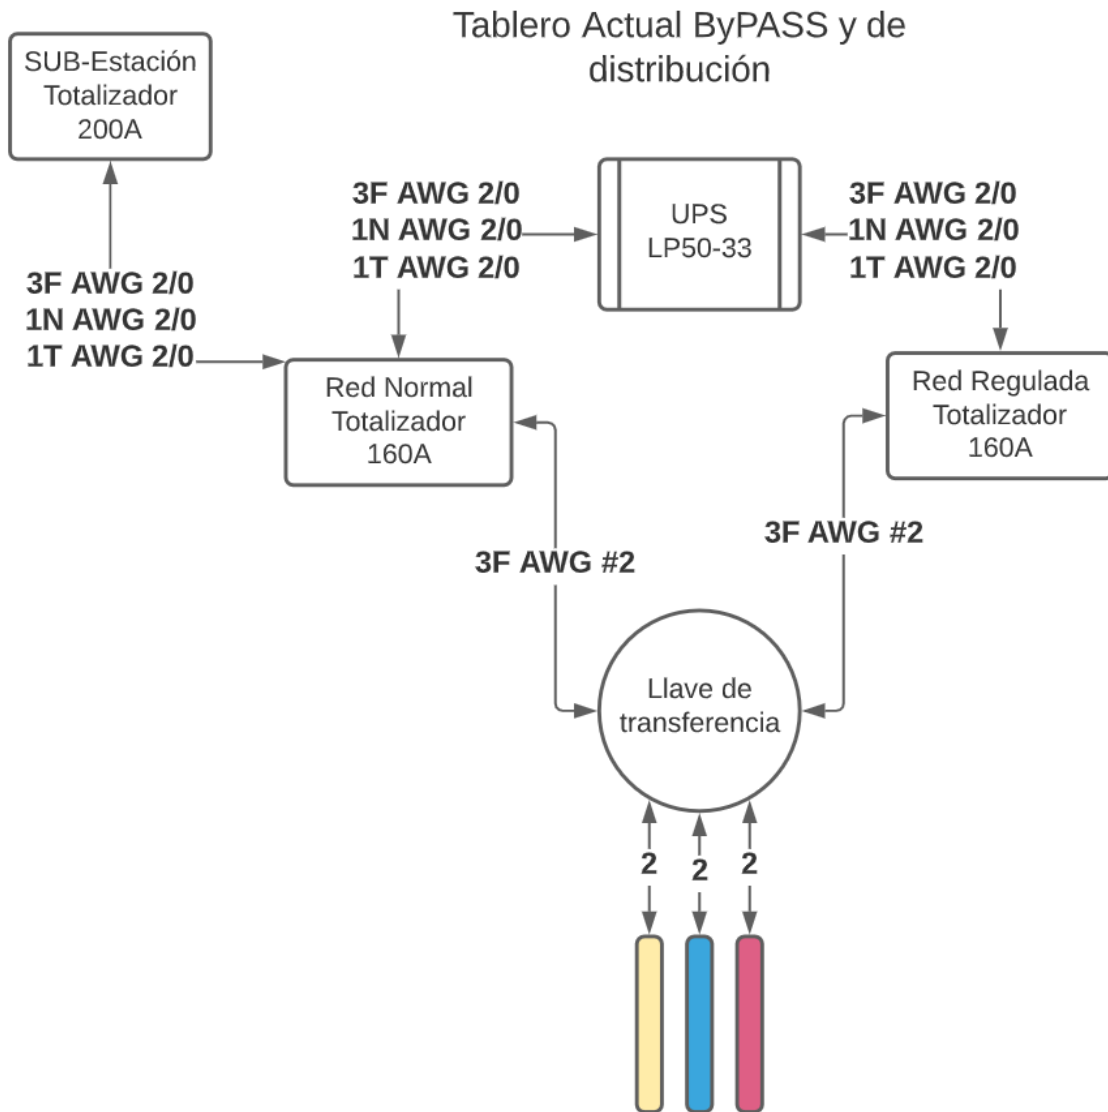 Tablero Actual ByPASS y de
distribución
SUB-Estación
Totalizador
200A
3F AWG 2/0
1N AWG 2/0
1T AWG 2/0
3F AWG 2/0
1N AWG 2/0
1T AWG 2/0
UPS
LP50-33
3F AWG 2/0
1N AWG 2/0
1T AWG 2/0
Red Normal
Totalizador
160A
Red Regulada
Totalizador
160A
3F AWG #2
3F AWG #2
Llave de
transferencia
2
2
2